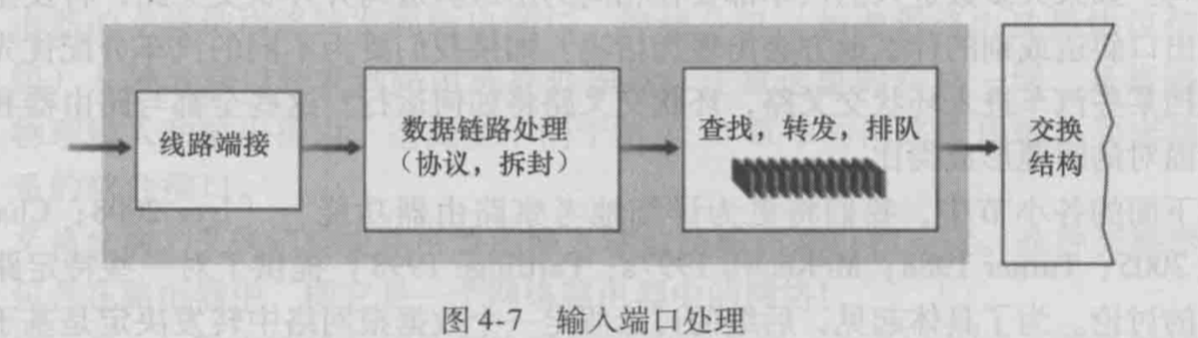 线路端接
数据链路处理
（协议，拆封）
查找，转发，排队
交换
结构
图4-7 输入端口处理